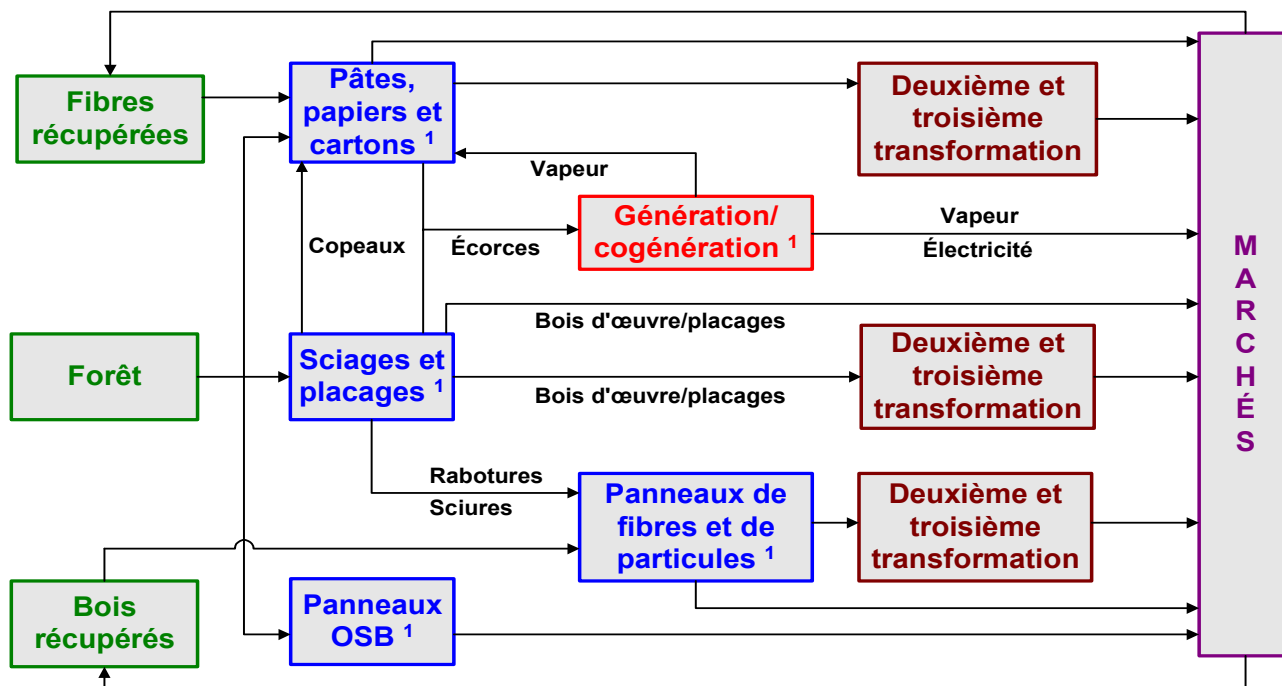 Pâtes,
papiers et
cartons ¹
Fibres
récupérées
Deuxième et
troisième
transformation
Vapeur
Génération/
cogénération ¹
Vapeur
Électricité
Copeaux
Écorces
MARCHÉS
Bois d'œuvre/placages
Forêt
Sciages et
placages ¹
Bois d'œuvre/placages
Deuxième et
troisième
transformation
Rabotures
Sciures
Panneaux de
fibres et de
particules ¹
Deuxième et
troisième
transformation
Bois
récupérés
Panneaux
OSB ¹